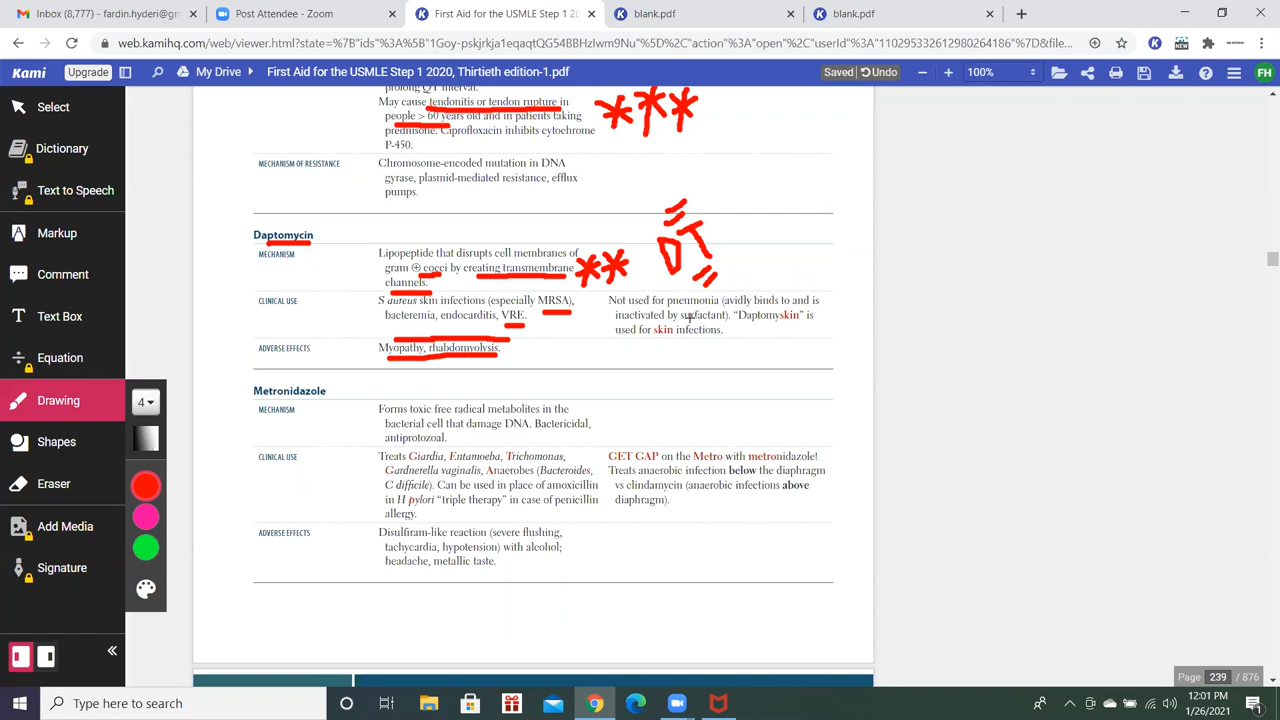 Inbox (8,777) - fardin.hyderi@gm
Post Attendee - Zoom
First Aid for the USMLE Step 1 20
blank.pdf
blank.pdf
web.kamihq.com/web/viewer.html?state=%7B"ids"%3A%5B"1Goy-pskjrkja1eqaqtQG54BBHzIwm9Nu"%5D%2C"action"%3A"open"%2C"userId"%3A"110295332612980264186"%7D&file...
Kami
Upgrade
My Drive
First Aid for the USMLE Step 1 2020, Thirtieth edition-1.pdf
Saved
Undo
100%
FH
Select
Dictionary
Text to Speech
Markup
Comment
Text Box
Equation
Drawing
Shapes
Eraser
Add Media
Signature
4
prolong QT interval.
May cause tendonitis or tendon rupture in
people > 60 years old and in patients taking
prednisone. Ciprofloxacin inhibits cytochrome
P-450.
MECHANISM OF RESISTANCE
Chromosome-encoded mutation in DNA
gyrase, plasmid-mediated resistance, efflux
pumps.
Daptomycin
MECHANISM
Lipopeptide that disrupts cell membranes of
gram ⊕ cocci by creating transmembrane
channels.
CLINICAL USE
S aureus skin infections (especially MRSA),
bacteremia, endocarditis, VRE.
Not used for pneumonia (avidly binds to and is
inactivated by surfactant). "Daptomyskin" is
used for skin infections.
ADVERSE EFFECTS
Myopathy, rhabdomyolysis.
Metronidazole
MECHANISM
Forms toxic free radical metabolites in the
bacterial cell that damage DNA. Bactericidal,
antiprotozoal.
CLINICAL USE
Treats Giardia, Entamoeba, Trichomonas,
Gardnerella vaginalis, Anaerobes (Bacteroides,
C difficile). Can be used in place of amoxicillin
in H pylori "triple therapy" in case of penicillin
allergy.
GET GAP on the Metro with metronidazole!
Treats anaerobic infection below the diaphragm
vs clindamycin (anaerobic infections above
diaphragm).
ADVERSE EFFECTS
Disulfiram-like reaction (severe flushing,
tachycardia, hypotension) with alcohol;
headache, metallic taste.
Page 239 / 876
Type here to search
12:01 PM
1/26/2021